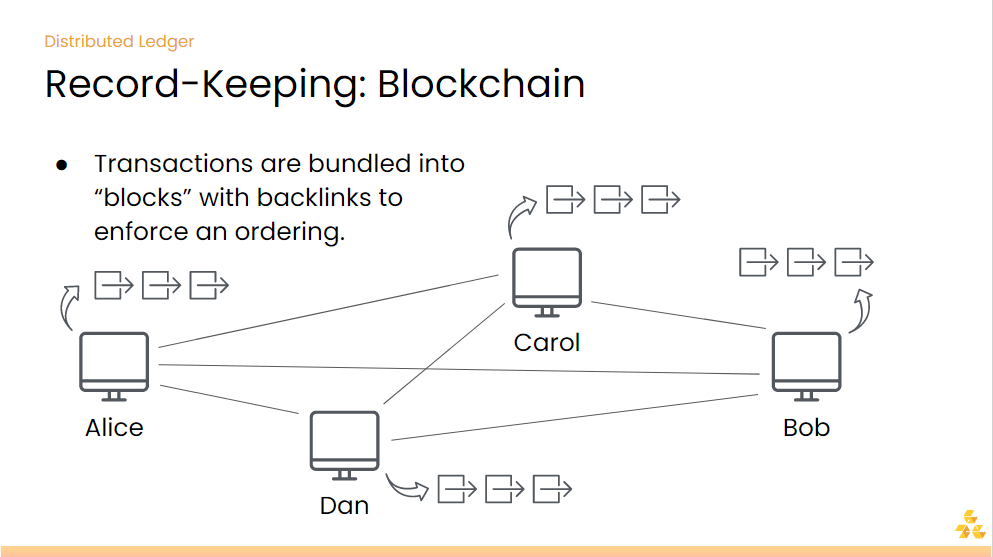 Distributed Ledger
Record-Keeping: Blockchain
● Transactions are bundled into
“blocks” with backlinks to
enforce an ordering.
Carol
Alice
Bob
Dan